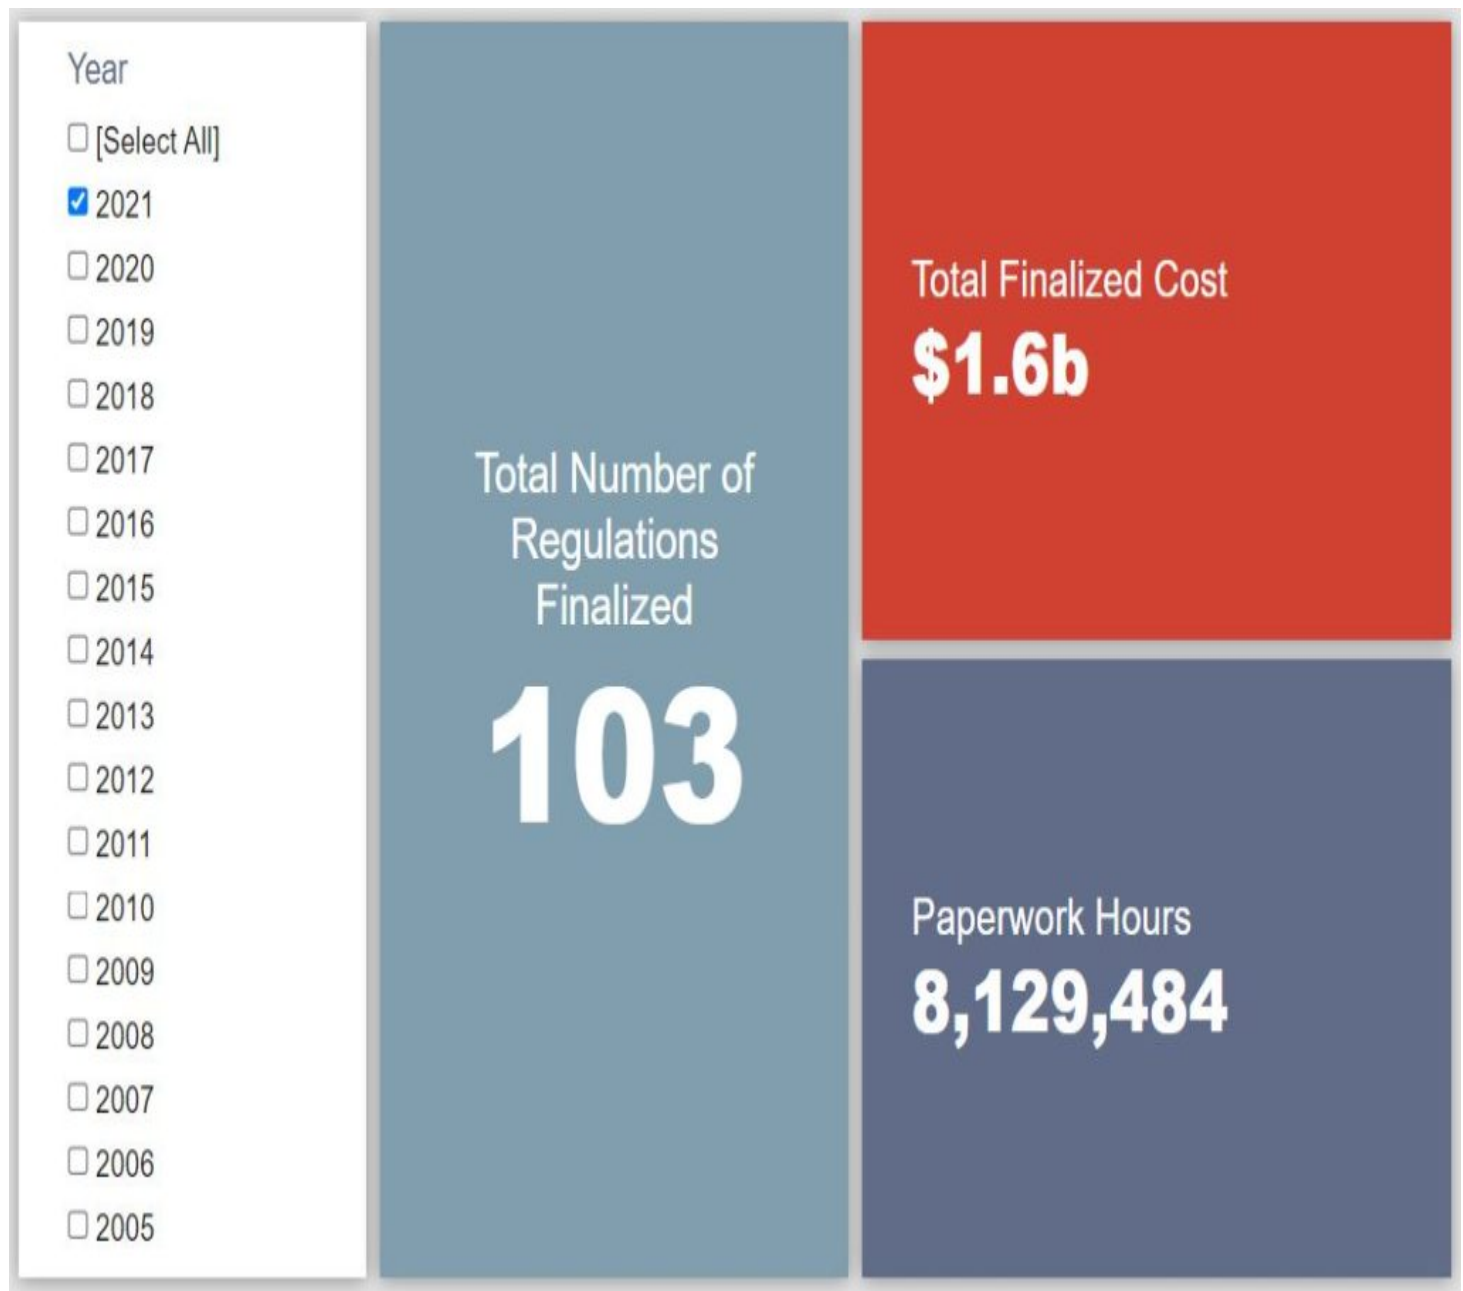 Year
[Select All]
2021
2020
2019
2018
2017
2016
2015
2014
2013
2012
2011
2010
2009
2008
2007
2006
2005
Total Number of
Regulations
Finalized
103
Total Finalized Cost
$1.6b
Paperwork Hours
8,129,484